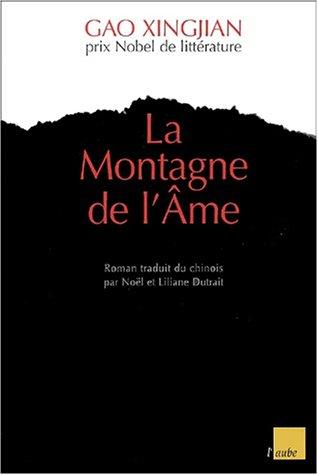 GAO XINGJIAN
prix Nobel de littérature
La
Montagne
de l'Âme
Roman traduit du chinois
par Noël et Liliane Dutrait
l'aube